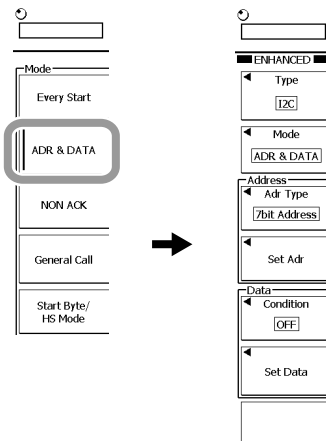 Mode
Every Start
ADR & DATA
NON ACK
General Call
Start Byte/
HS Mode
ENHANCED
Type
I2C
Mode
ADR & DATA
Address
Adr Type
7bit Address
Set Adr
Data
Condition
OFF
Set Data